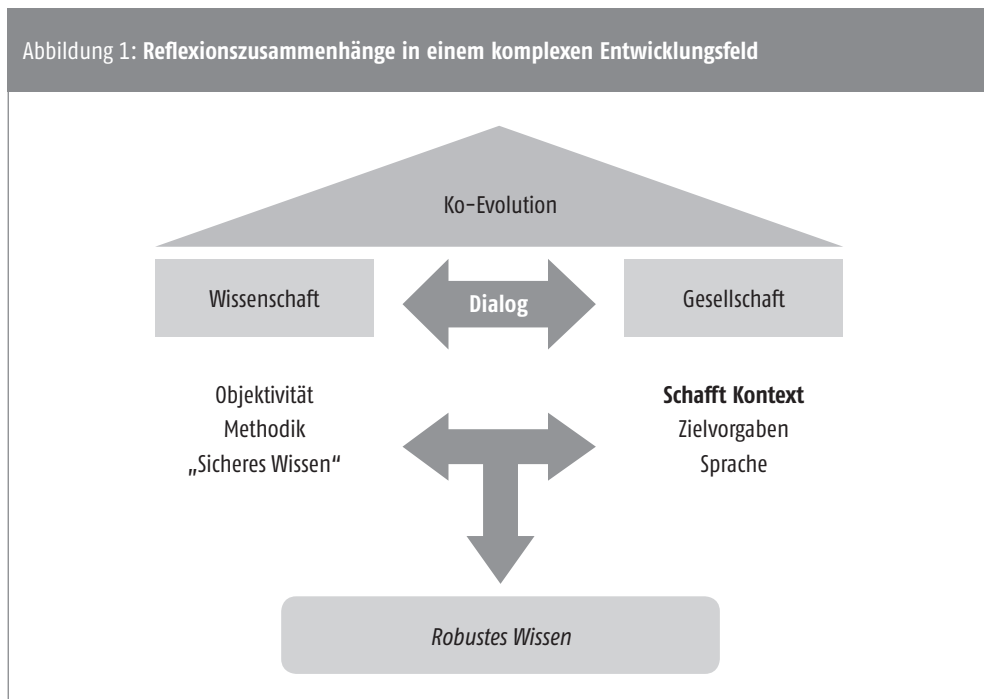 Abbildung 1: Reflexionszusammenhänge in einem komplexen Entwicklungsfeld
Ko-Evolution
Wissenschaft
Dialog
Gesellschaft
Objektivität
Methodik
„Sicheres Wissen“
Schafft Kontext
Zielvorgaben
Sprache
Robustes Wissen